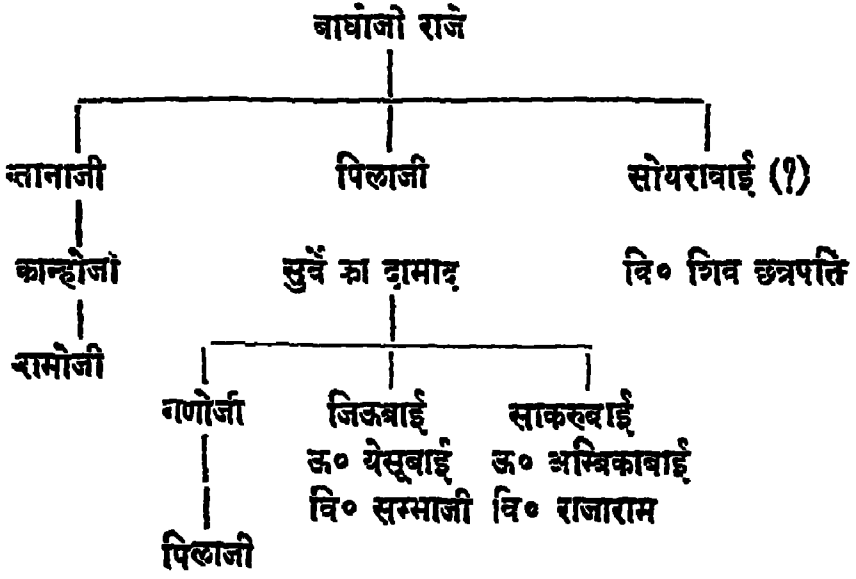 बाघोजी राजे
तानाजी पिलाजी सोयराबाई (?)
कान्होजी सुर्वे का दामाद वि० शिव छत्रपति
रामोजी
गणोजी जिऊबाई साकरुबाई
ऊ० येसूबाई ऊ० अम्बिकाबाई
वि० सम्भाजी वि० राजाराम
पिलाजी